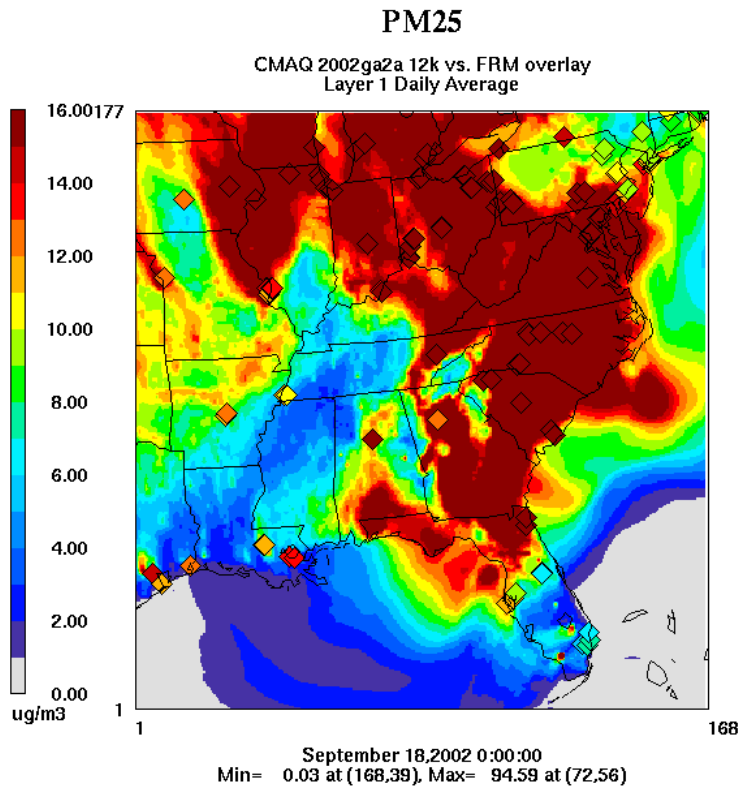 PM25
CMAQ 2002ga2a 12k vs. FRM overlay
Layer 1 Daily Average
16.00
177
14.00
12.00
10.00
8.00
6.00
4.00
2.00
0.00
ug/m3
1
1
168
September 18,2002 0:00:00
Min= 0.03 at (168,39), Max= 94.59 at (72,56)